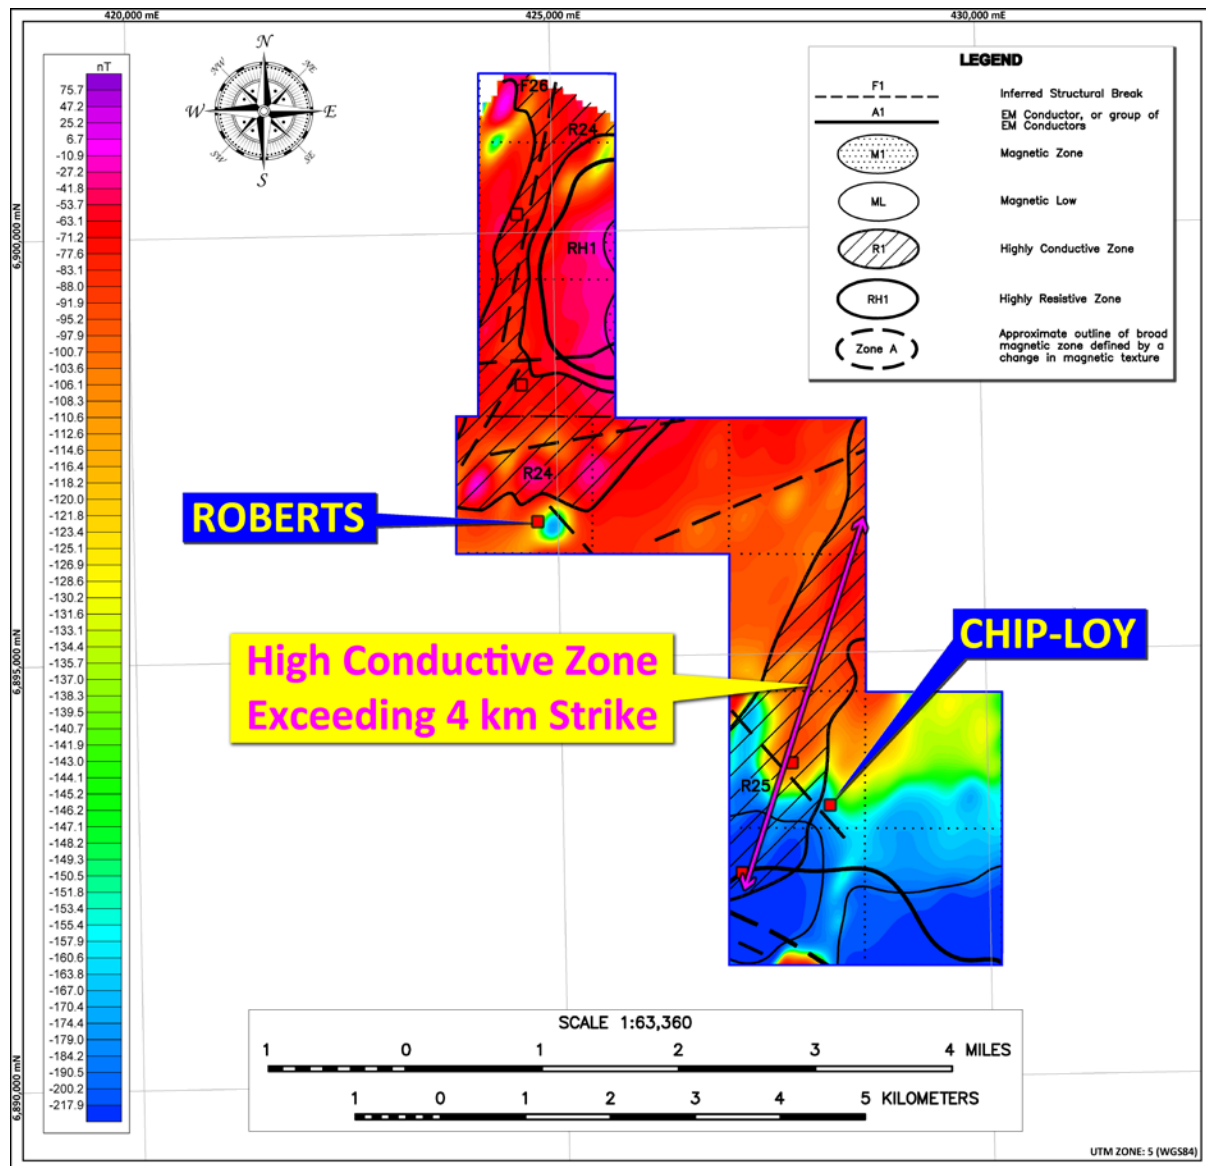 420,000 mE
425,000 mE
430,000 mE
6,900,000 mN
6,895,000 mN
6,890,000 mN
nT
75.7
47.2
25.2
6.7
-10.9
-27.2
-41.8
-53.7
-63.1
-71.2
-77.6
-83.1
-88.0
-91.9
-95.2
-97.9
-100.7
-103.6
-106.1
-108.3
-110.6
-112.6
-114.6
-116.4
-118.2
-120.0
-121.8
-123.4
-125.1
-126.9
-128.6
-130.2
-131.6
-133.1
-134.4
-135.7
-137.0
-138.3
-139.5
-140.7
-141.9
-143.0
-144.1
-145.2
-146.2
-147.1
-148.2
-149.3
-150.5
-151.8
-153.4
-155.4
-157.9
-160.6
-163.8
-167.0
-170.4
-174.4
-179.0
-184.2
-190.5
-200.2
-217.9
N
NE
E
SE
S
SW
W
NW
LEGEND
F1
Inferred Structural Break
A1
EM Conductor, or group of
EM Conductors
M1
Magnetic Zone
ML
Magnetic Low
R1
Highly Conductive Zone
RH1
Highly Resistive Zone
Zone A
Approximate outline of broad
magnetic zone defined by a
change in magnetic texture
F26
R24
RH1
R24
ROBERTS
High Conductive Zone
Exceeding 4 km Strike
CHIP-LOY
R25
SCALE 1:63,360
1 0 1 2 3 4 MILES
1 0 1 2 3 4 5 KILOMETERS
UTM ZONE: 5 (WGS84)